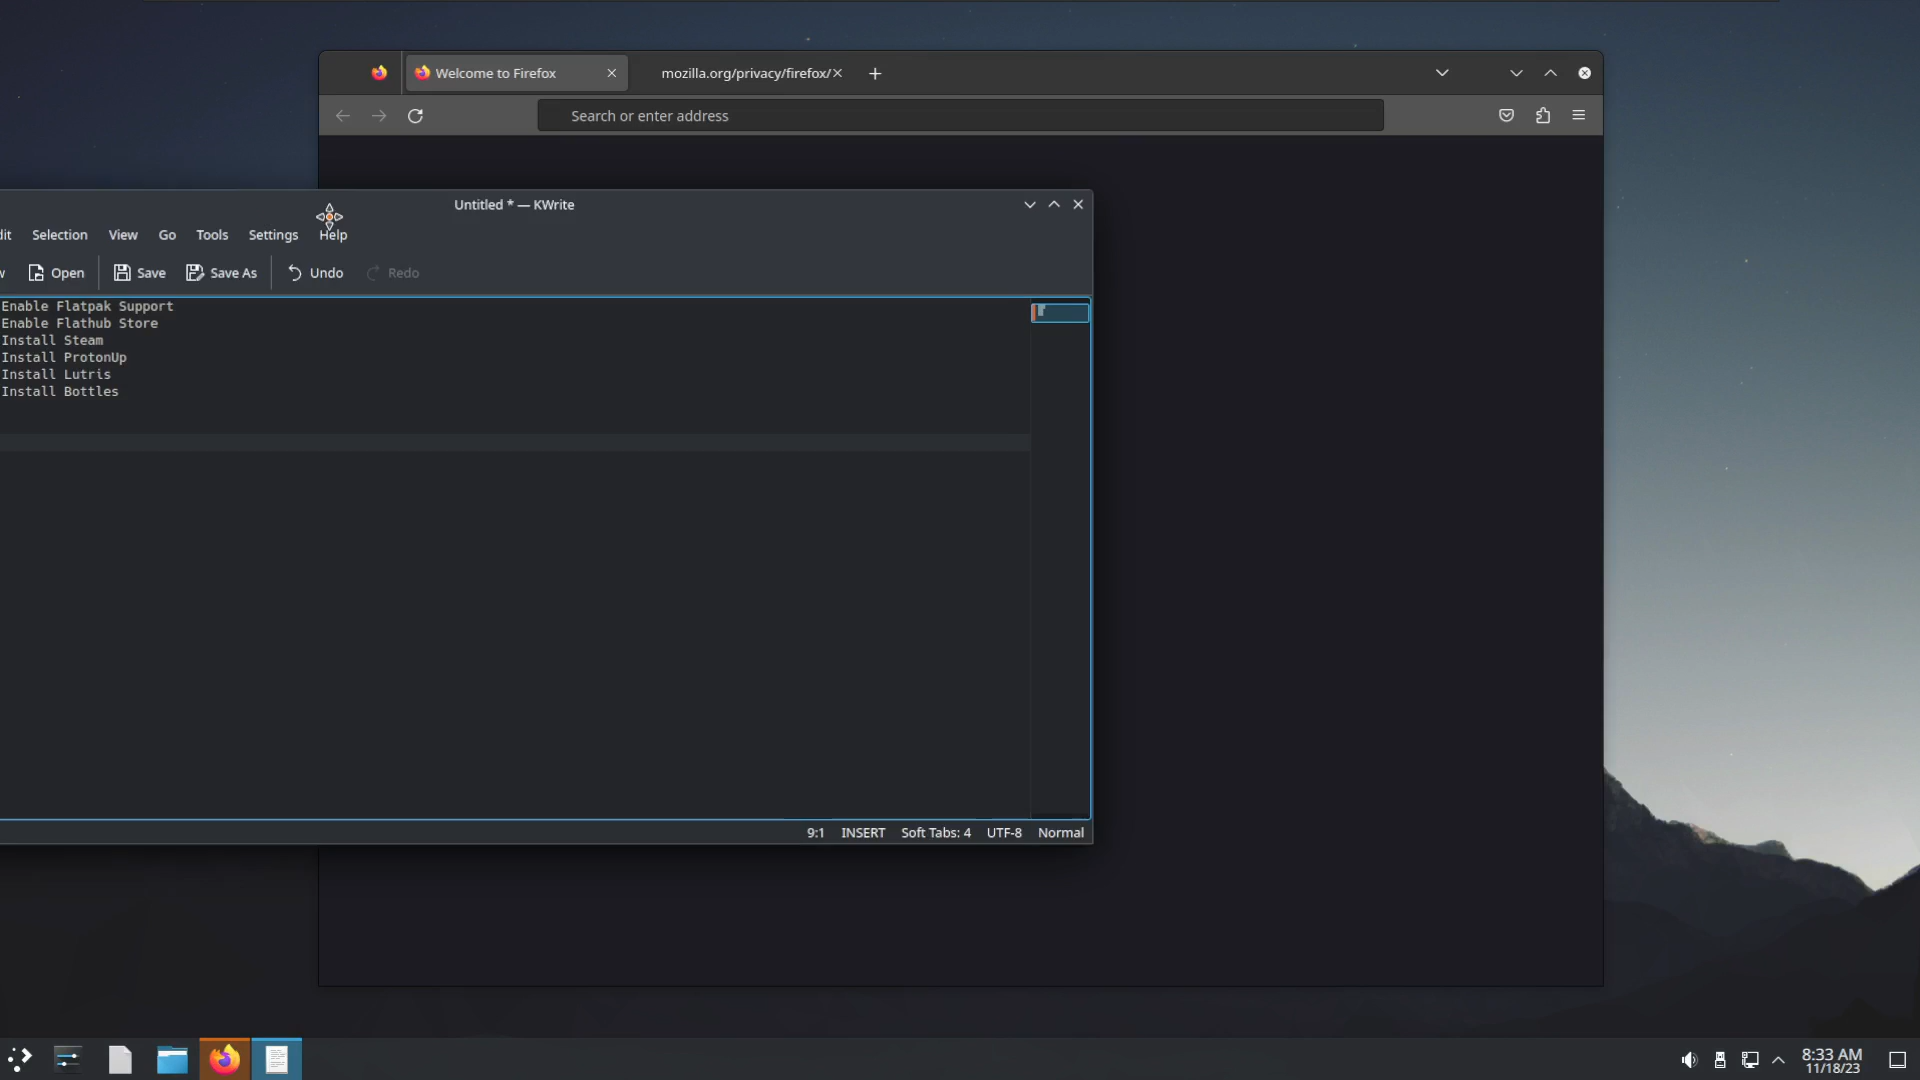 Welcome to Firefox
mozilla.org/privacy/firefox/
Search or enter address
Untitled * — KWrite
dit Selection View Go Tools Settings Help
w Open Save Save As Undo Redo
Enable Flatpak Support
Enable Flathub Store
Install Steam
Install ProtonUp
Install Lutris
Install Bottles
9:1 INSERT Soft Tabs: 4 UTF-8 Normal
8:33 AM
11/18/23